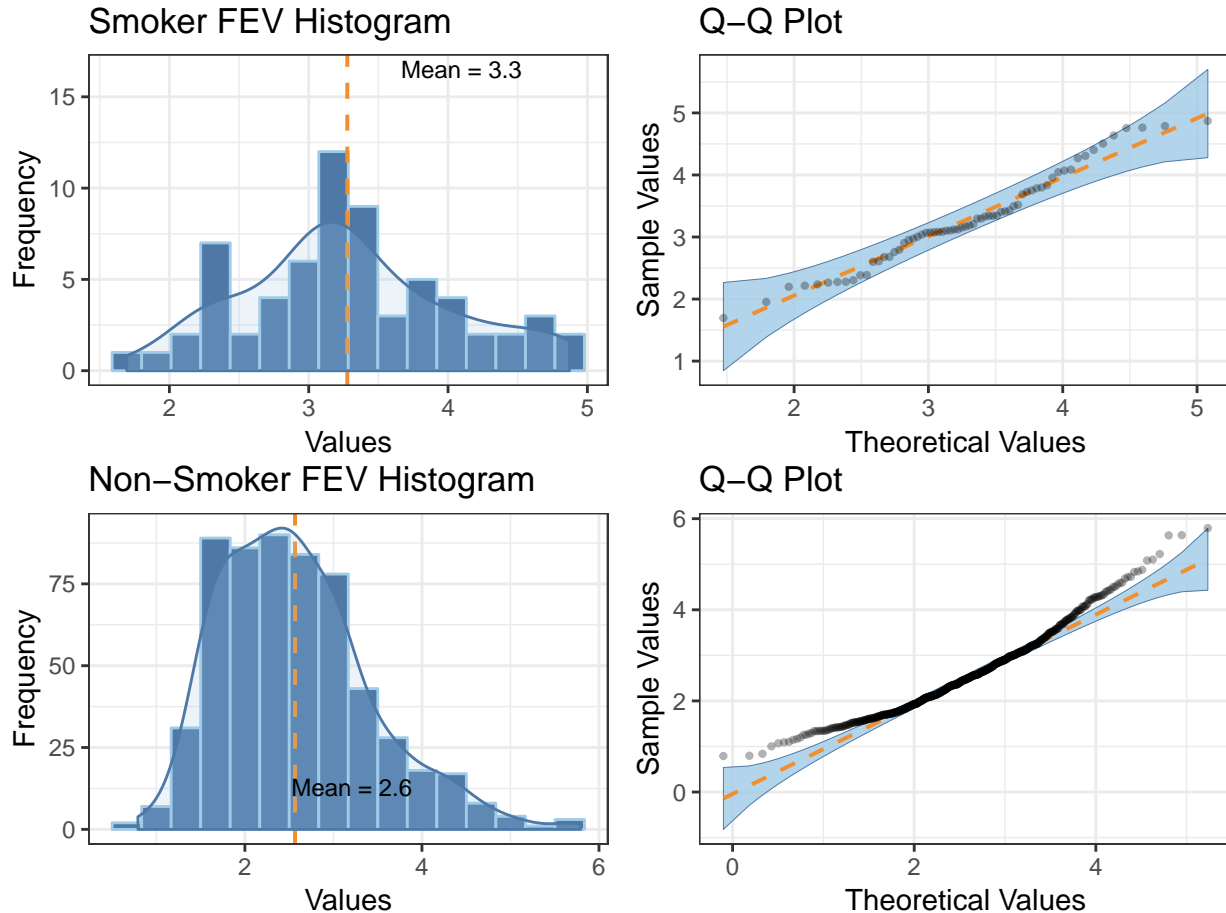 Smoker FEV Histogram
Mean = 3.3
15
10
5
0
Frequency
2 3 4 5
Values
Q−Q Plot
5
4
3
2
1
Sample Values
2 3 4 5
Theoretical Values
Non−Smoker FEV Histogram
75
50
25
0
Frequency
Mean = 2.6
2 4 6
Values
Q−Q Plot
6
4
2
0
Sample Values
0 2 4
Theoretical Values